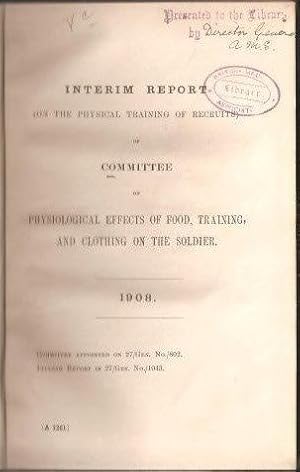 Presented to the Library
by Director General
A.M.S.
Library
INTERIM REPORT
(ON THE PHYSICAL TRAINING OF RECRUITS)
OF
COMMITTEE
ON
PHYSIOLOGICAL EFFECTS OF FOOD, TRAINING,
AND CLOTHING ON THE SOLDIER.
1908.
COMMITTEE APPOINTED ON 27/GEN. No./802.
INTERIM REPORT IN 27/GEN. No./1043.